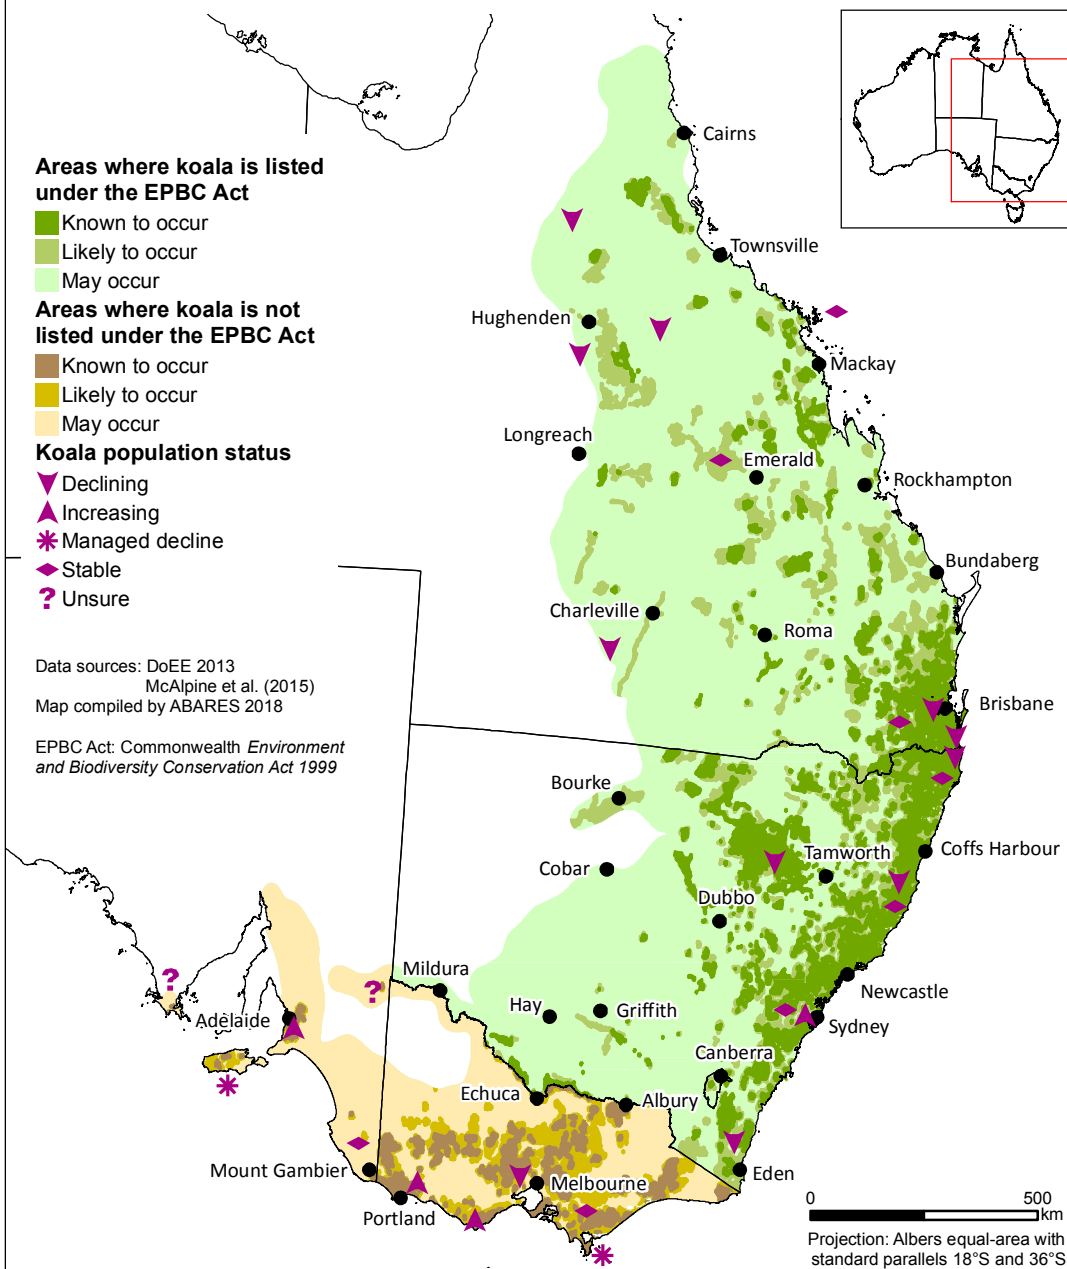 Areas where koala is listed
under the EPBC Act
Known to occur
Likely to occur
May occur
Areas where koala is not
listed under the EPBC Act
Known to occur
Likely to occur
May occur
Koala population status
Declining
Increasing
Managed decline
Stable
? Unsure
Data sources: DoEE 2013
McAlpine et al. (2015)
Map compiled by ABARES 2018
EPBC Act: Commonwealth Environment
and Biodiversity Conservation Act 1999
Cairns
Townsville
Hughenden
Mackay
Longreach
Emerald
Rockhampton
Bundaberg
Charleville
Roma
Brisbane
Bourke
Cobar
Tamworth
Coffs Harbour
Dubbo
Mildura
?
?
Newcastle
Hay
Griffith
Adelaide
Sydney
Canberra
Echuca
Albury
Mount Gambier
Melbourne
Eden
Portland
0 500
km
Projection: Albers equal-area with
standard parallels 18°S and 36°S